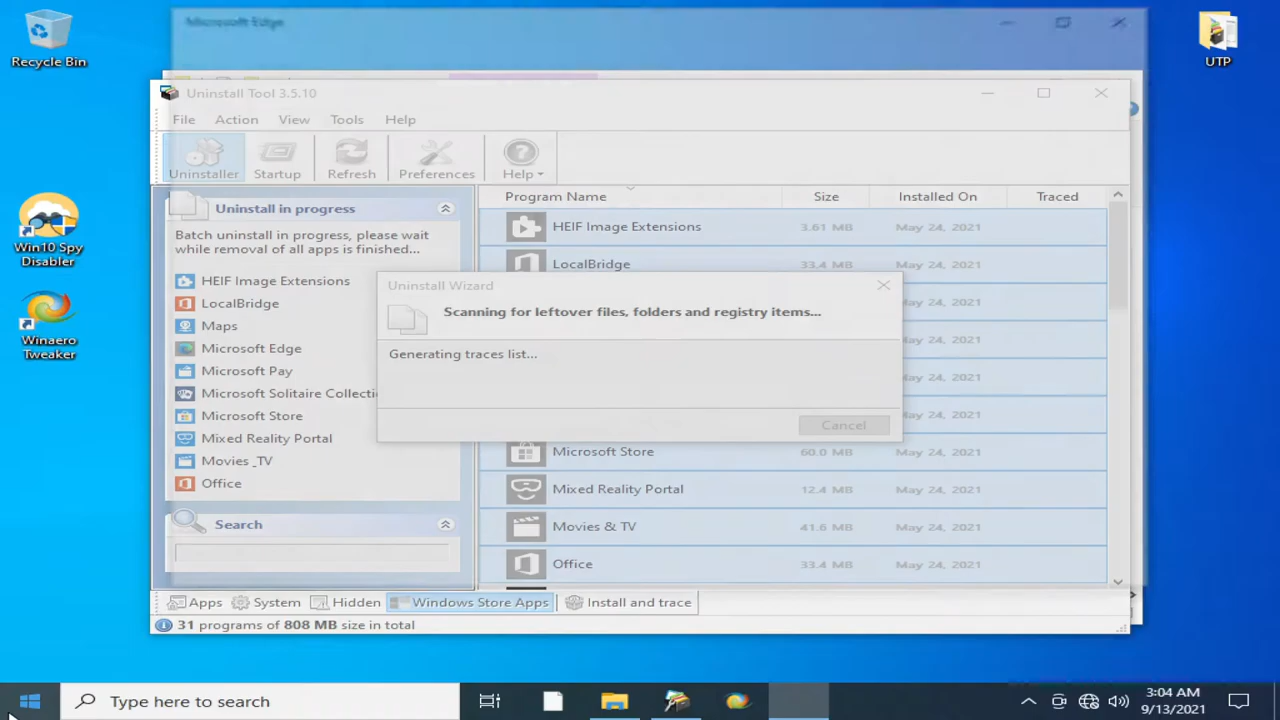 Recycle Bin
UTP
Win10 Spy
Disabler
Winaero
Tweaker
Microsoft Edge
Uninstall Tool 3.5.10
File Action View Tools Help
Uninstaller Startup Refresh Preferences Help
Uninstall in progress
Batch uninstall in progress, please wait
while removal of all apps is finished...
HEIF Image Extensions
LocalBridge
Maps
Microsoft Edge
Microsoft Pay
Microsoft Solitaire Collecti
Microsoft Store
Mixed Reality Portal
Movies _TV
Office
Search
Program Name Size Installed On Traced
HEIF Image Extensions 3.61 MB May 24, 2021
LocalBridge 33.4 MB May 24, 2021
May 24, 2021
May 24, 2021
May 24, 2021
May 24, 2021
Microsoft Store 60.0 MB May 24, 2021
Mixed Reality Portal 12.4 MB May 24, 2021
Movies & TV 41.6 MB May 24, 2021
Office 33.4 MB May 24, 2021
Uninstall Wizard
Scanning for leftover files, folders and registry items...
Generating traces list...
Cancel
Apps System Hidden Windows Store Apps Install and trace
31 programs of 808 MB size in total
Type here to search
3:04 AM
9/13/2021